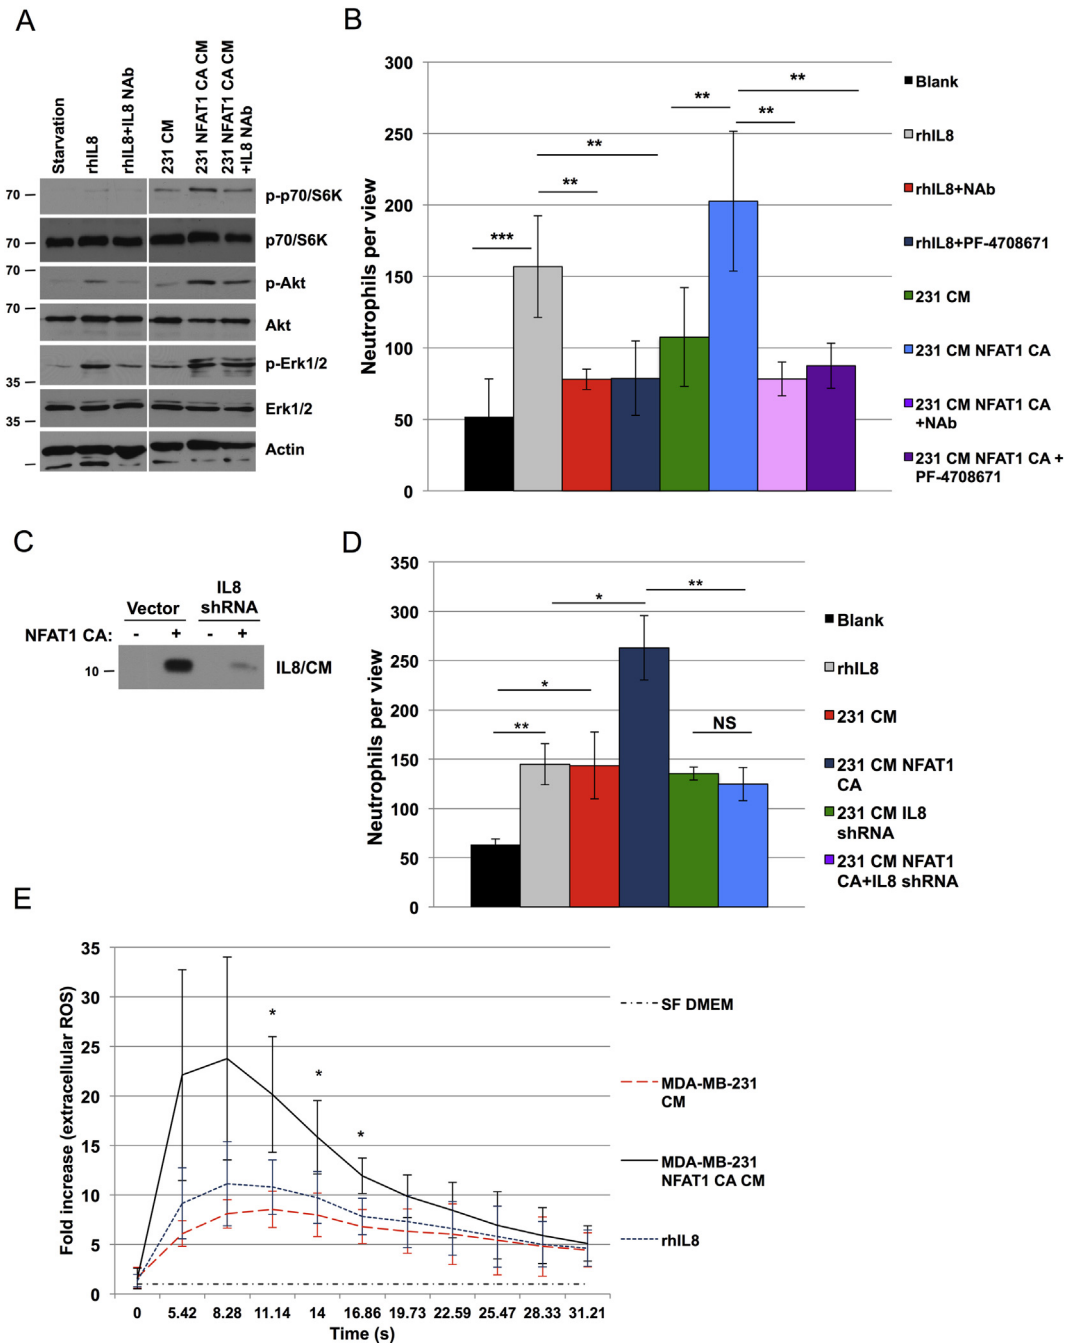 A
Starvation
rhIL8
rhIL8+IL8 NAb
231 CM
231 NFAT1 CA CM
231 NFAT1 CA CM
+IL8 NAb
70
p-p70/S6K
70
p70/S6K
70
p-Akt
70
Akt
p-Erk1/2
35
Erk1/2
35
Actin
B
Neutrophils per view
300
250
200
150
100
50
0
***
**
**
**
**
**
Blank
rhIL8
rhIL8+NAb
rhIL8+PF-4708671
231 CM
231 CM NFAT1 CA
231 CM NFAT1 CA
+NAb
231 CM NFAT1 CA +
PF-4708671
C
Vector
IL8
shRNA
NFAT1 CA: - + - +
10
IL8/CM
D
Neutrophils per view
350
300
250
200
150
100
50
0
**
*
*
**
NS
Blank
rhIL8
231 CM
231 CM NFAT1
CA
231 CM IL8
shRNA
231 CM NFAT1
CA+IL8 shRNA
E
Fold increase (extracellular ROS)
35
30
25
20
15
10
5
0
*
*
*
0 5.42 8.28 11.14 14 16.86 19.73 22.59 25.47 28.33 31.21
Time (s)
SF DMEM
MDA-MB-231
CM
MDA-MB-231
NFAT1 CA CM
rhIL8